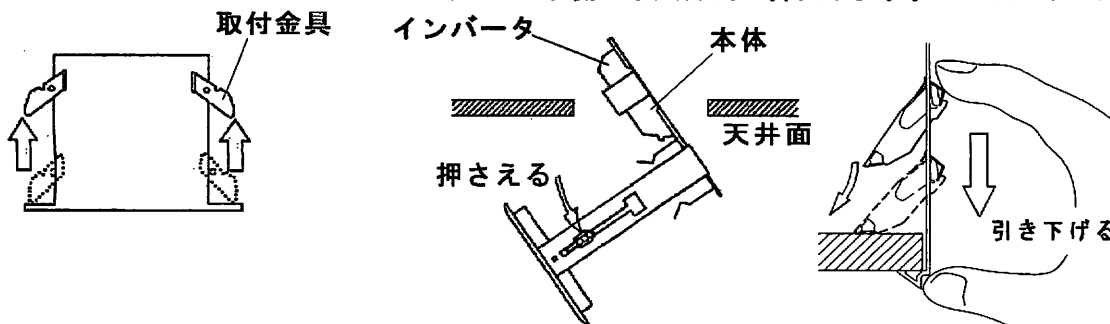 取付金具
インバータ
本体
天井面
押さえる
引き下げる